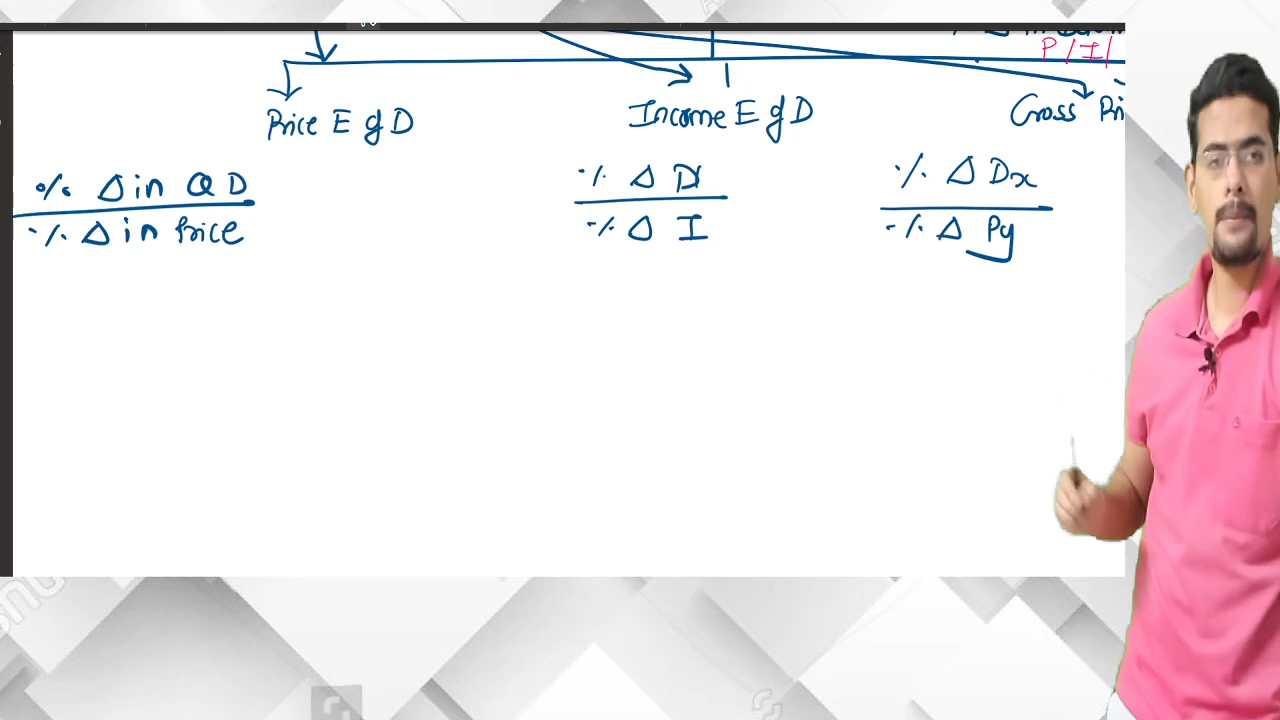 P / I /
Price E of D
Income E of D
Cross Pri
% Δ in QD
% Δ in Price
% Δ D
% Δ I
% Δ Dx
% Δ Py